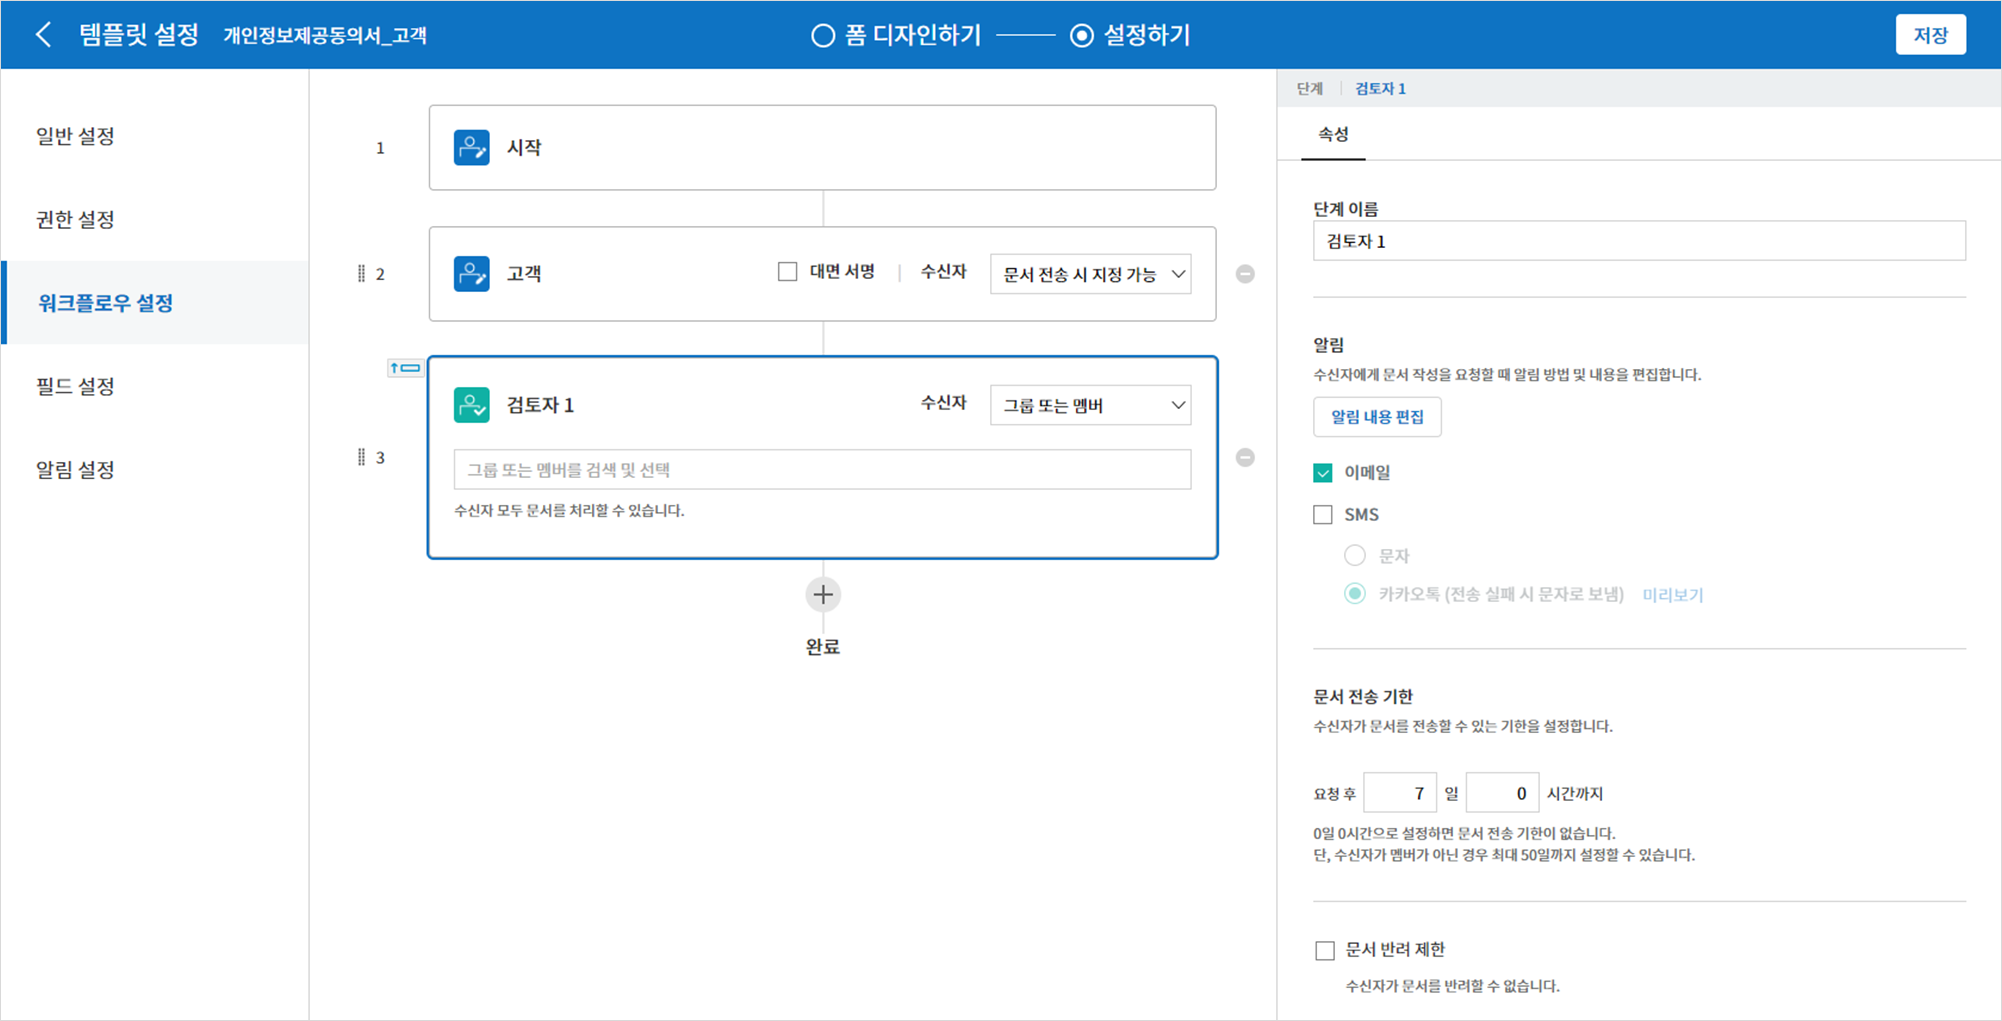 템플릿 설정 개인정보제공동의서_고객 폼 디자인하기 설정하기 저장
일반 설정
권한 설정
워크플로우 설정
필드 설정
알림 설정
1 시작
2 고객 대면 서명 수신자 문서 전송 시 지정 가능
3 검토자 1 수신자 그룹 또는 멤버
그룹 또는 멤버를 검색 및 선택
수신자 모두 문서를 처리할 수 있습니다.
완료
단계 검토자 1
속성
단계 이름
검토자 1
알림
수신자에게 문서 작성을 요청할 때 알림 방법 및 내용을 편집합니다.
알림 내용 편집
이메일
SMS
문자
카카오톡 (전송 실패 시 문자로 보냄) 미리보기
문서 전송 기한
수신자가 문서를 전송할 수 있는 기한을 설정합니다.
요청 후 7 일 0 시간까지
0일 0시간으로 설정하면 문서 전송 기한이 없습니다.
단, 수신자가 멤버가 아닌 경우 최대 50일까지 설정할 수 있습니다.
문서 반려 제한
수신자가 문서를 반려할 수 없습니다.